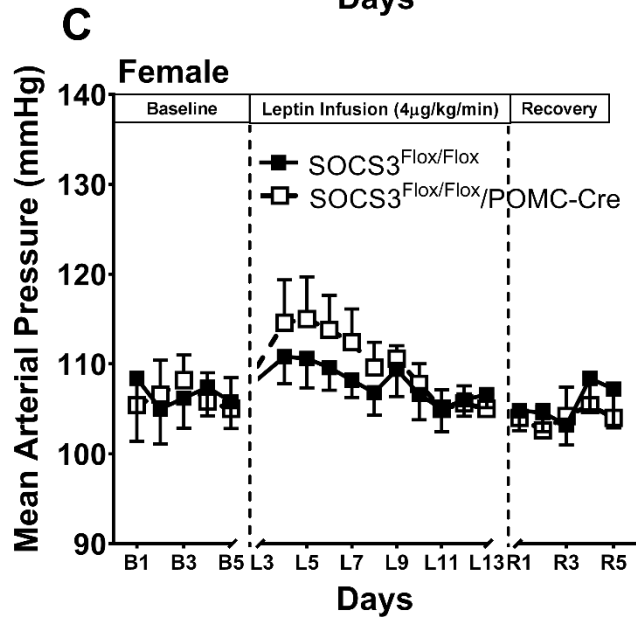 Days
C
Female
Baseline
Leptin Infusion (4μg/kg/min)
Recovery
SOCS3Flox/Flox
SOCS3Flox/Flox/POMC-Cre
Mean Arterial Pressure (mmHg)
140
130
120
110
100
90
B1 B3 B5 L3 L5 L7 L9 L11 L13 R1 R3 R5
Days